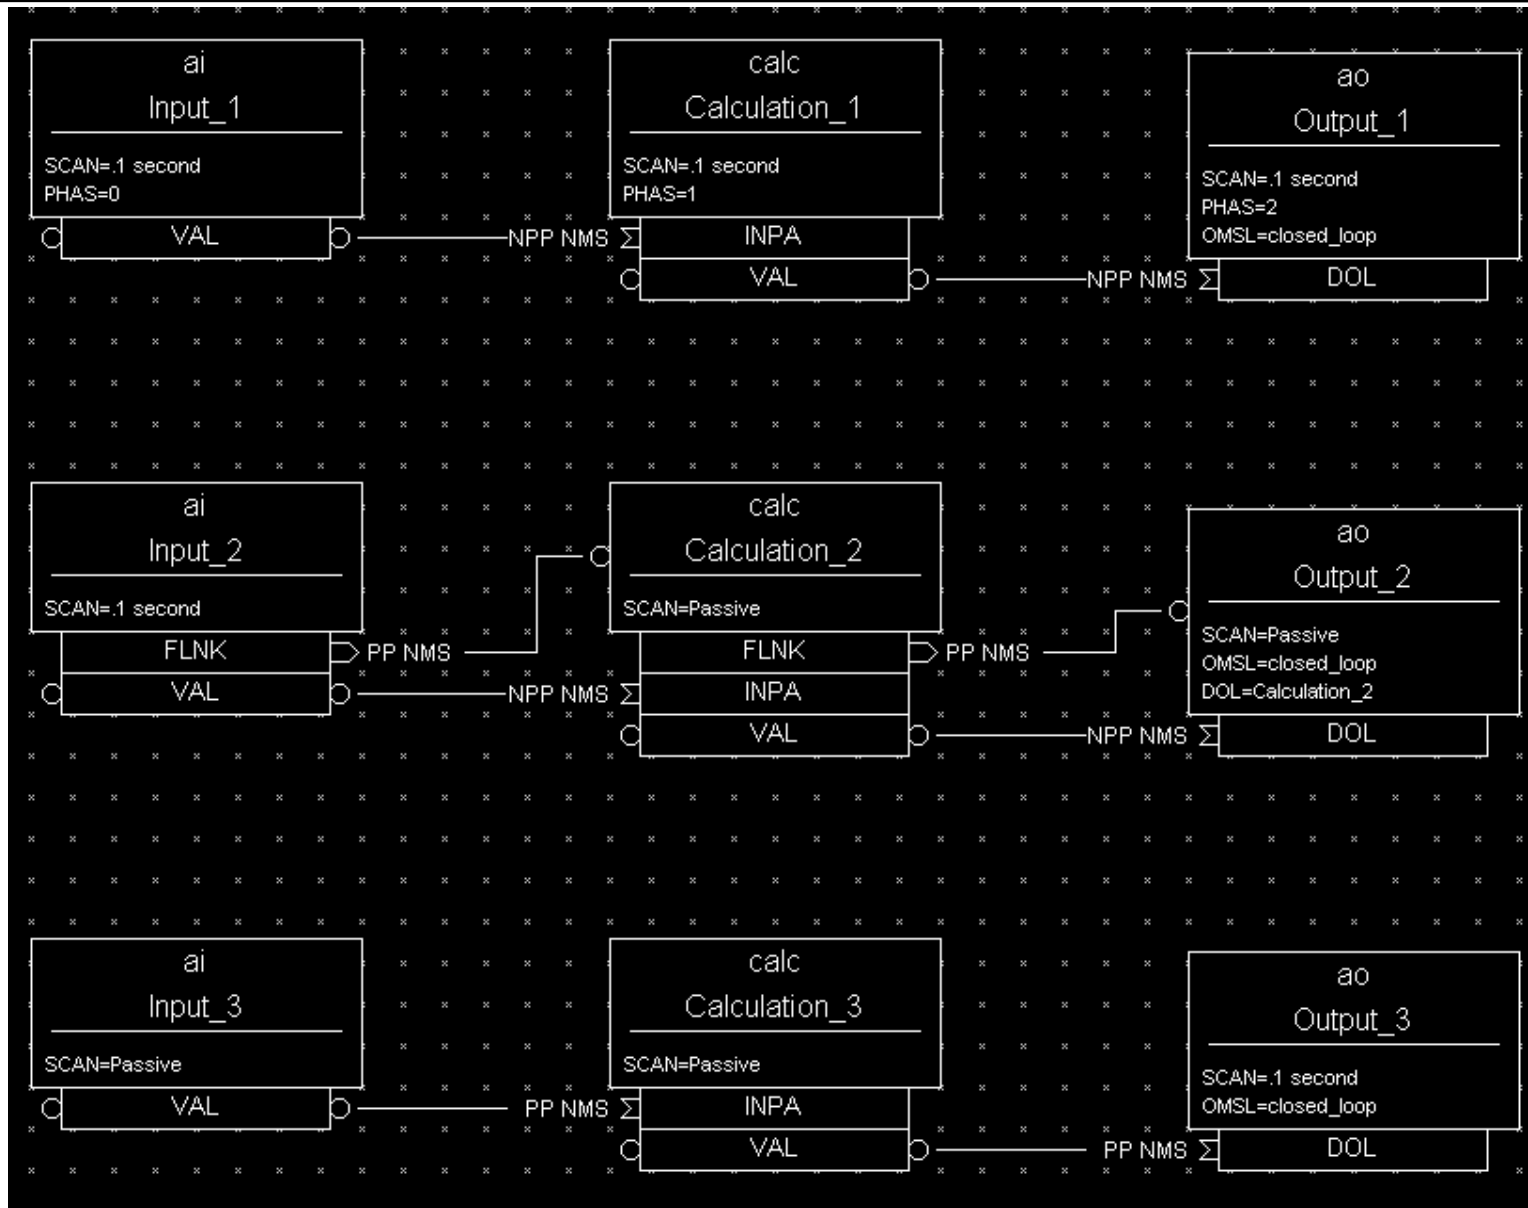 ai
Input_1
SCAN=.1 second
PHAS=0
VAL
calc
Calculation_1
SCAN=.1 second
PHAS=1
NPP NMS
INPA
VAL
ao
Output_1
SCAN=.1 second
PHAS=2
OMSL=closed_loop
NPP NMS
DOL
ai
Input_2
SCAN=.1 second
FLNK
PP NMS
VAL
calc
Calculation_2
SCAN=Passive
FLNK
PP NMS
NPP NMS
INPA
VAL
ao
Output_2
SCAN=Passive
OMSL=closed_loop
DOL=Calculation_2
NPP NMS
DOL
ai
Input_3
SCAN=Passive
VAL
calc
Calculation_3
SCAN=Passive
PP NMS
INPA
VAL
ao
Output_3
SCAN=.1 second
OMSL=closed_loop
PP NMS
DOL